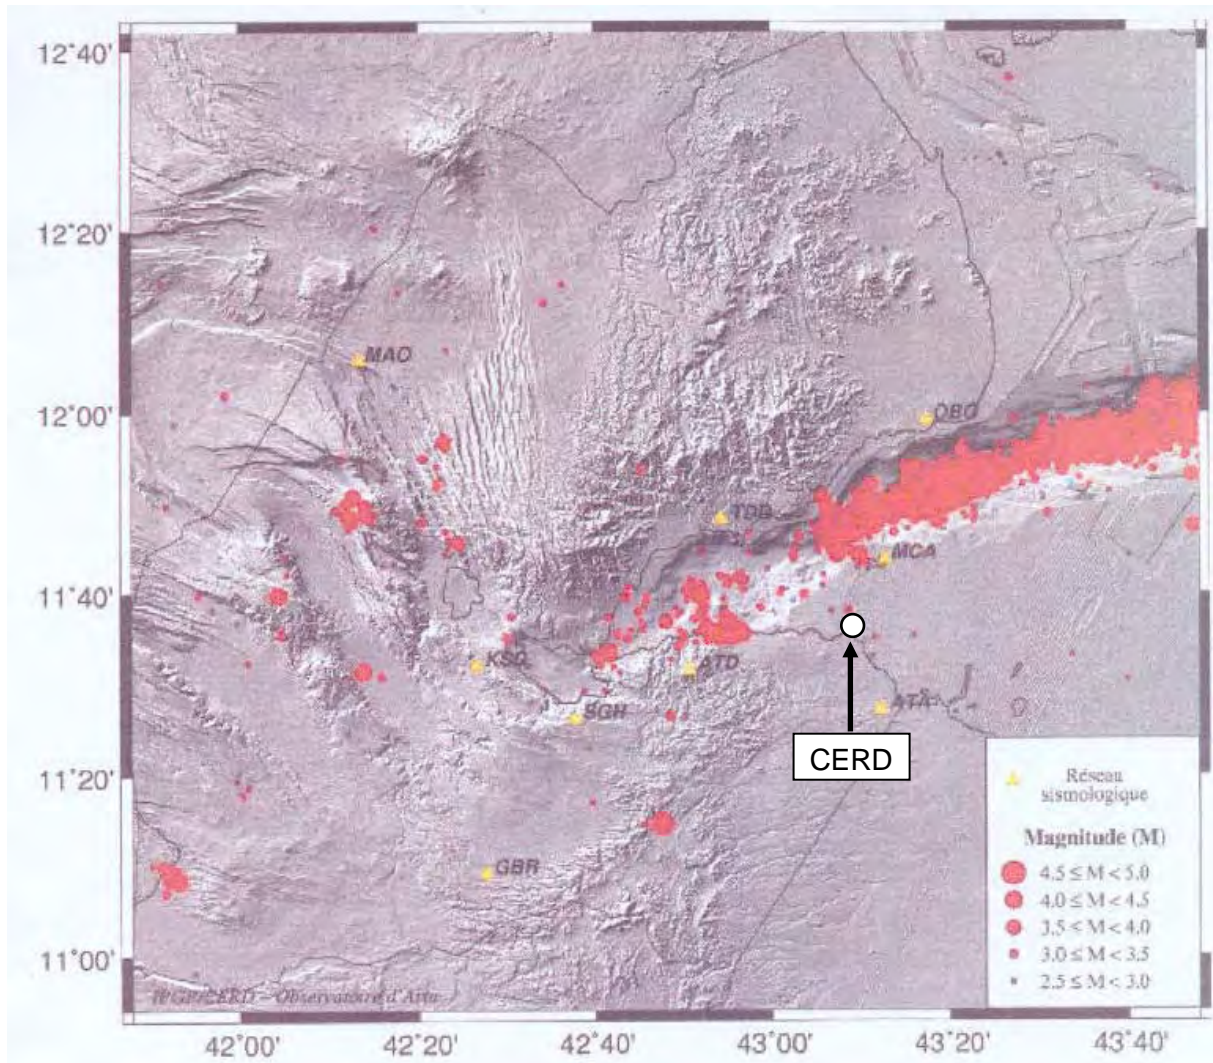 12°40'
12°20'
12°00'
11°40'
11°20'
11°00'
MAO
OBO
TDD
MCA
KSG
ATD
SGH
ATA
CERD
GBR
Réseau
sismologique
Magnitude (M)
4.5 ≤ M < 5.0
4.0 ≤ M < 4.5
3.5 ≤ M < 4.0
3.0 ≤ M < 3.5
2.5 ≤ M < 3.0
IPGP/CERD - Observatoire d'Arta
42°00'
42°20'
42°40'
43°00'
43°20'
43°40'